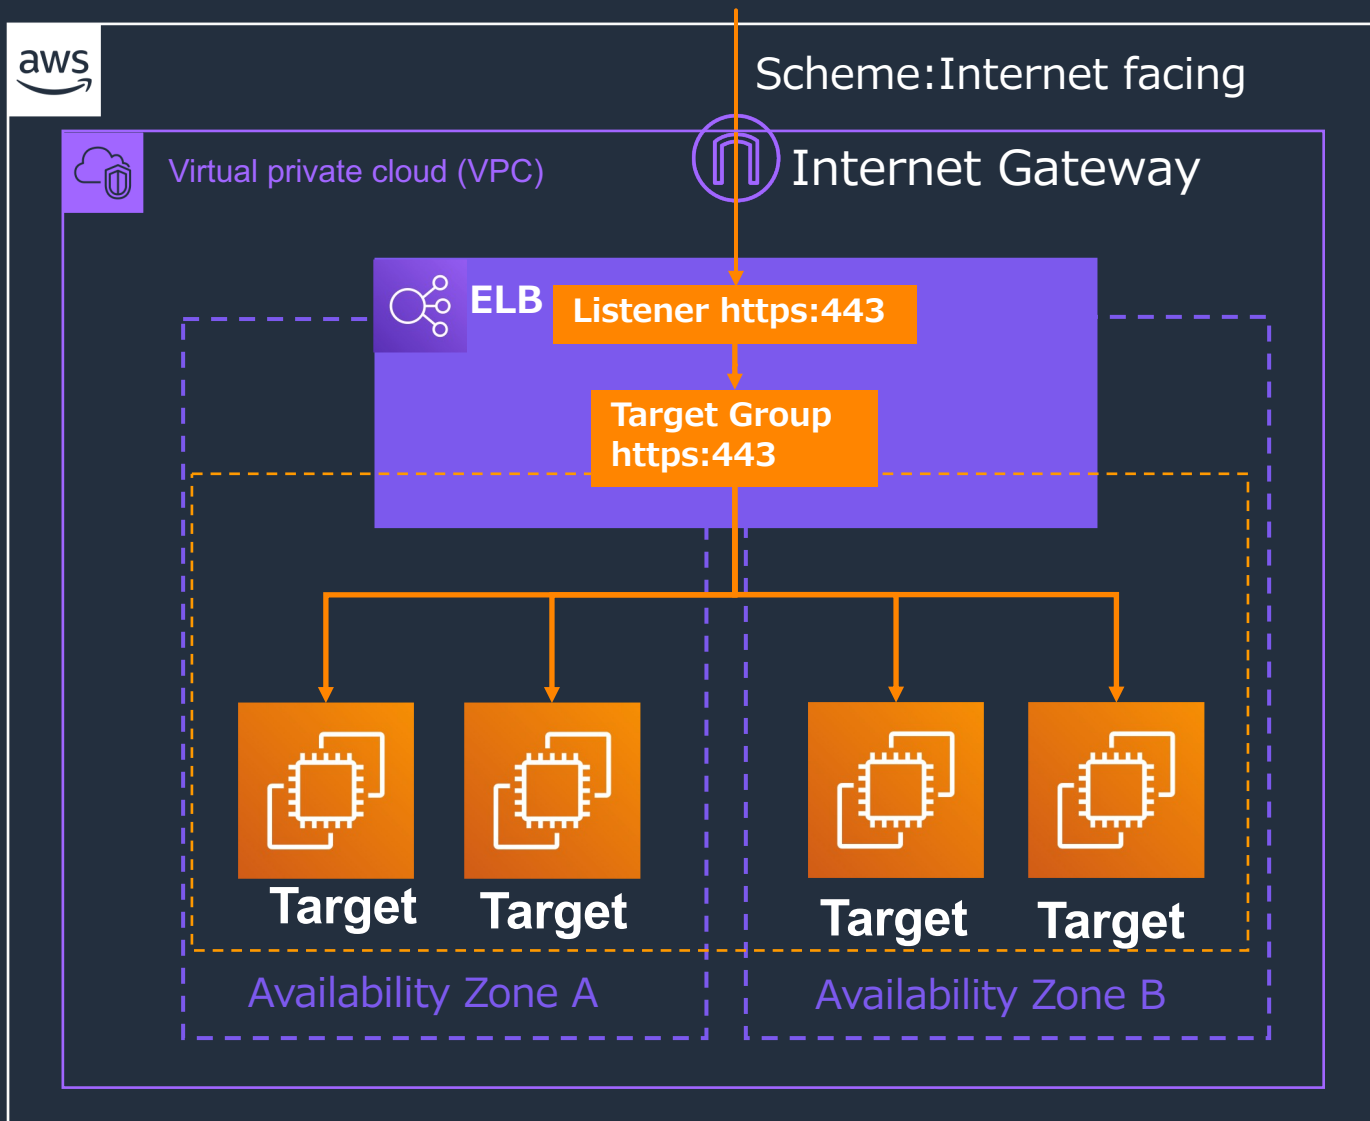 aws
Scheme:Internet facing
Virtual private cloud (VPC)
Internet Gateway
ELB
Listener https:443
Target Group
https:443
Target
Target
Target
Target
Availability Zone A
Availability Zone B